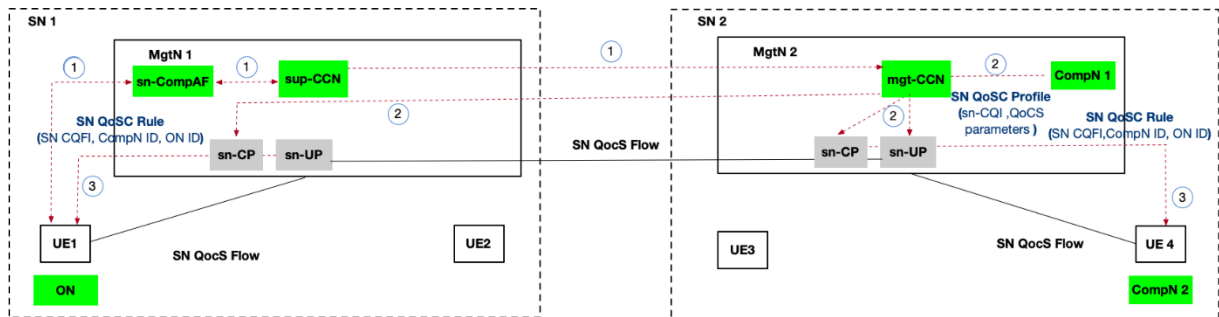 SN 1
MgtN 1
1
sn-CompAF
1
sup-CCN
1
2
SN QoSC Rule
(SN CQFI, CompN ID, ON ID)
sn-CP
sn-UP
3
UE1
UE2
SN QocS Flow
ON
SN QocS Flow
SN 2
MgtN 2
mgt-CCN
2
CompN 1
SN QoSC Profile
(sn-CQI ,QoCS
parameters )
2
SN QoSC Rule
(SN CQFI,CompN ID, ON ID)
sn-CP
sn-UP
3
UE3
SN QocS Flow
UE 4
CompN 2